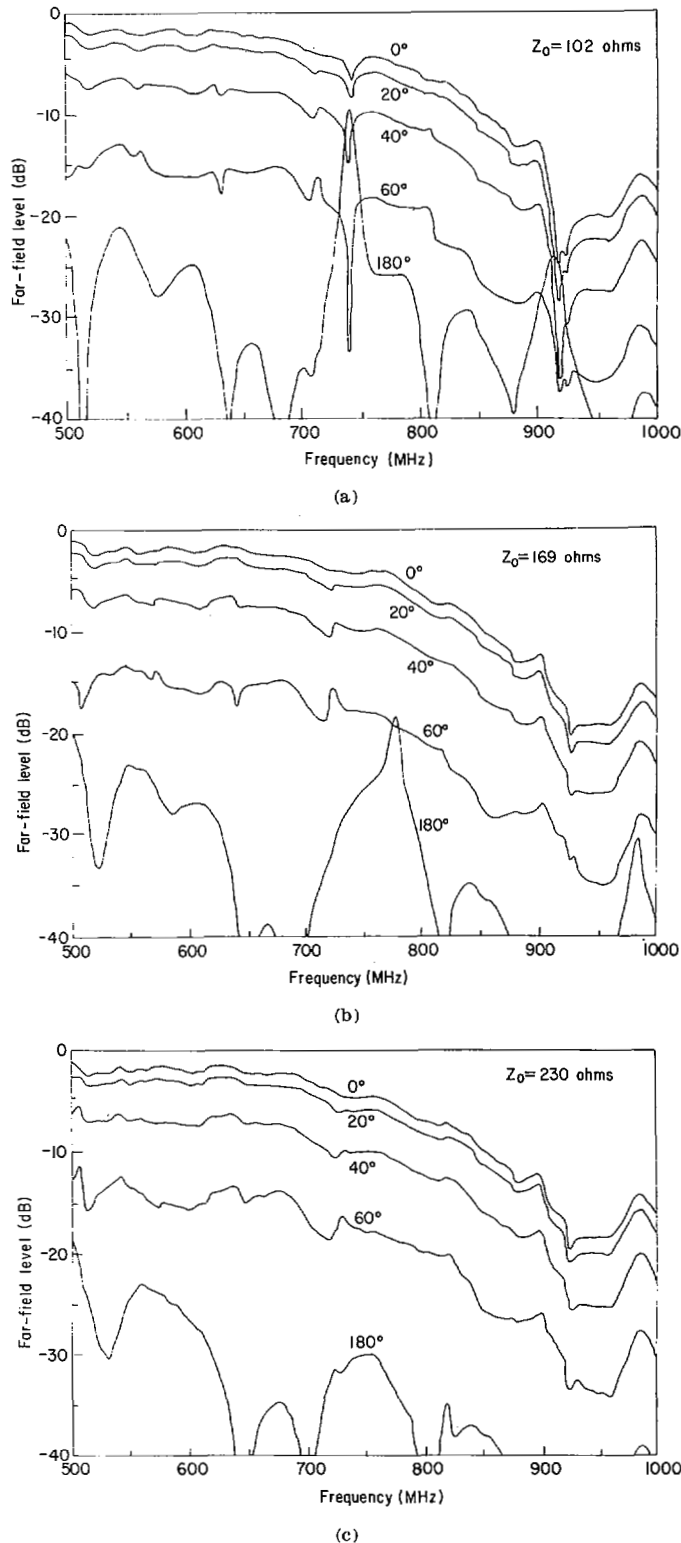 0
-10
-20
-30
-40
Far-field level (dB)
Z₀= 102 ohms
0°
20°
40°
60°
180°
500 600 700 800 900 1000
Frequency (MHz)
(a)
0
-10
-20
-30
-40
Far-field level (dB)
Z₀=169 ohms
0°
20°
40°
60°
180°
500 600 700 800 900 1000
Frequency (MHz)
(b)
0
-10
-20
-30
-40
Far-field level (dB)
Z₀= 230 ohms
0°
20°
40°
60°
180°
500 600 700 800 900 1000
Frequency (MHz)
(c)